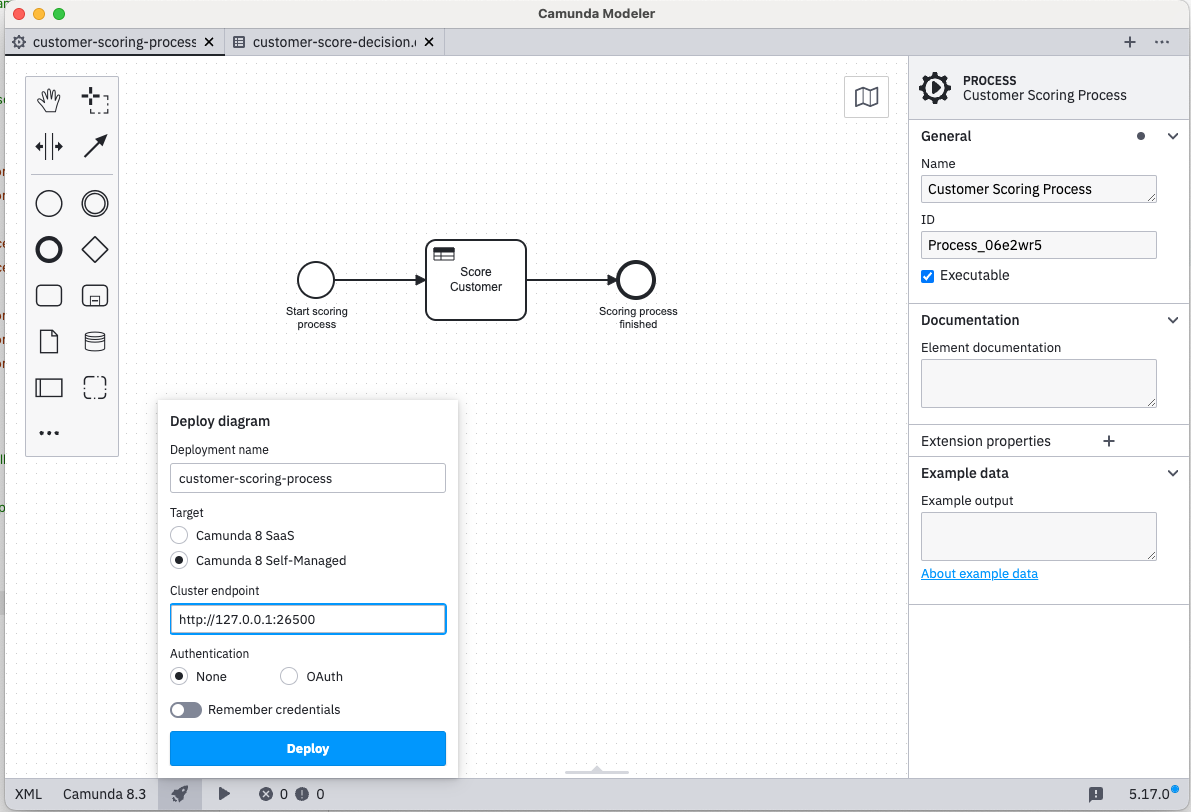 Camunda Modeler
customer-scoring-process
customer-score-decision.
PROCESS
Customer Scoring Process
General
Name
Customer Scoring Process
ID
Process_06e2wr5
Executable
Documentation
Element documentation
Extension properties
Example data
Example output
About example data
Score
Customer
Start scoring
process
Scoring process
finished
Deploy diagram
Deployment name
customer-scoring-process
Target
Camunda 8 SaaS
Camunda 8 Self-Managed
Cluster endpoint
http://127.0.0.1:26500
Authentication
None OAuth
Remember credentials
Deploy
XML Camunda 8.3 0 0 5.17.0